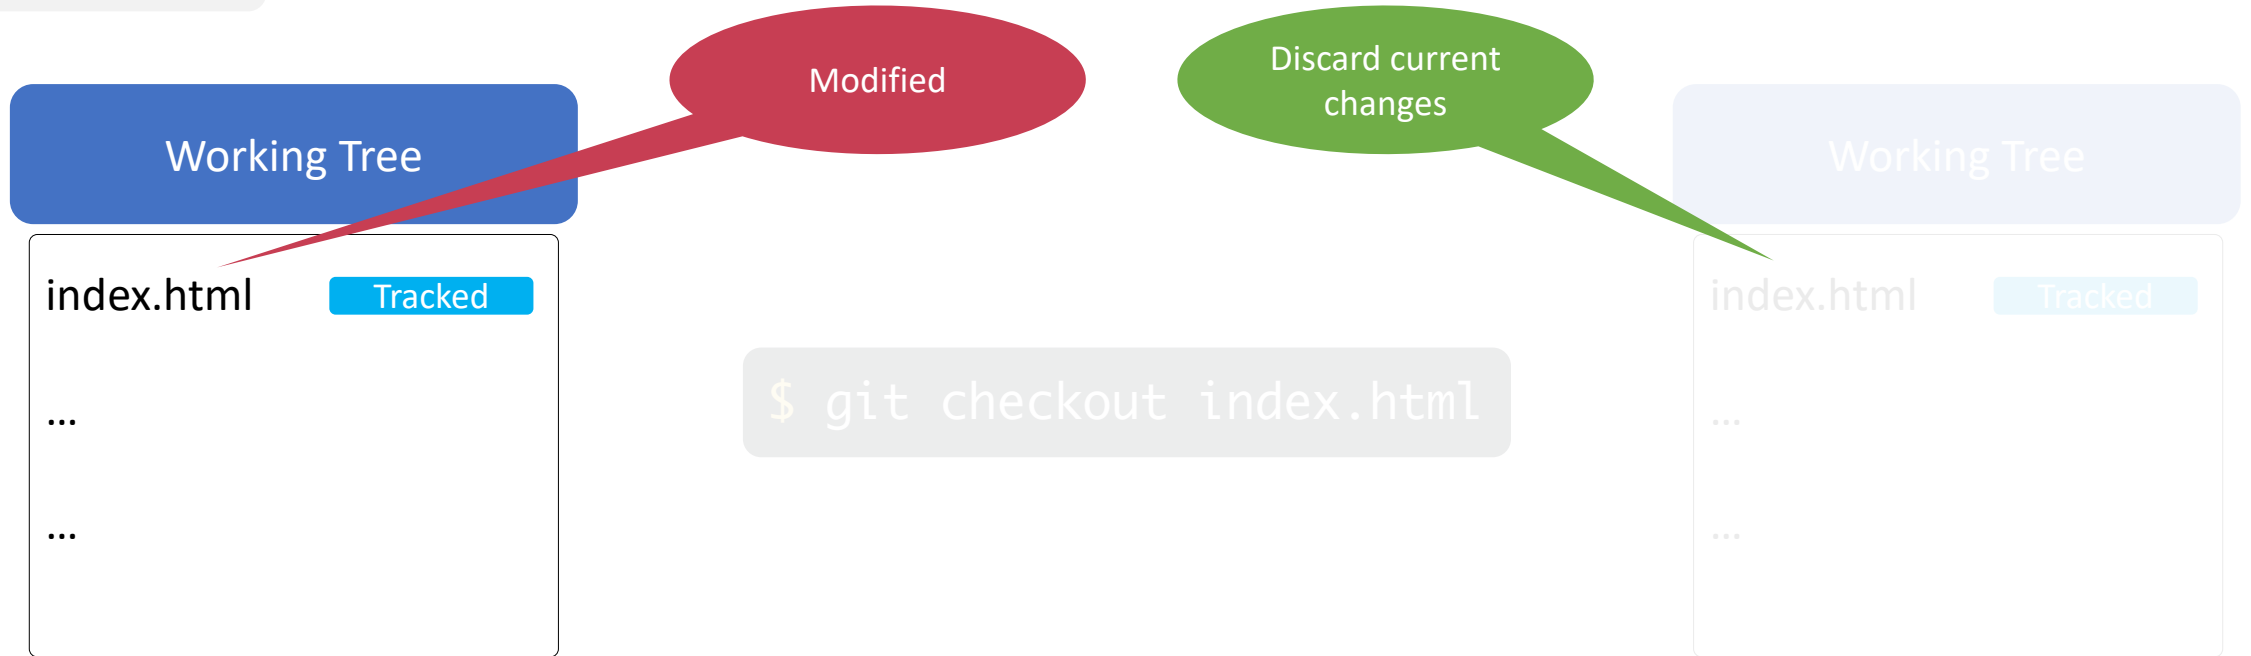 Modified
Discard current
changes
Working Tree
Working Tree
index.html Tracked
index.html Tracked
$ git checkout index.html
...
...
...
...